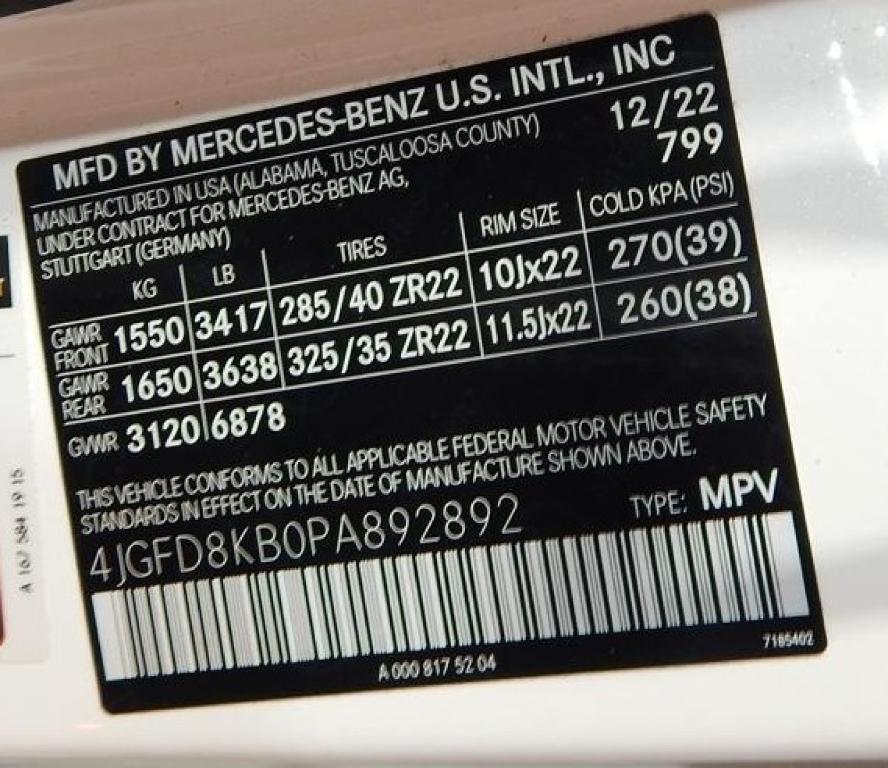 MFD BY MERCEDES-BENZ U.S. INTL., INC
MANUFACTURED IN USA (ALABAMA, TUSCALOOSA COUNTY) 12/22
UNDER CONTRACT FOR MERCEDES-BENZ AG, 799
STUTTGART (GERMANY)
KG LB TIRES RIM SIZE COLD KPA (PSI)
GAWR FRONT 1550 3417 285/40 ZR22 10Jx22 270(39)
GAWR REAR 1650 3638 325/35 ZR22 11.5Jx22 260(38)
GVWR 3120 6878
THIS VEHICLE CONFORMS TO ALL APPLICABLE FEDERAL MOTOR VEHICLE SAFETY
STANDARDS IN EFFECT ON THE DATE OF MANUFACTURE SHOWN ABOVE.
4JGFD8KB0PA892892 TYPE: MPV
A 000 817 52 04 7185402
A 167 584 19 15